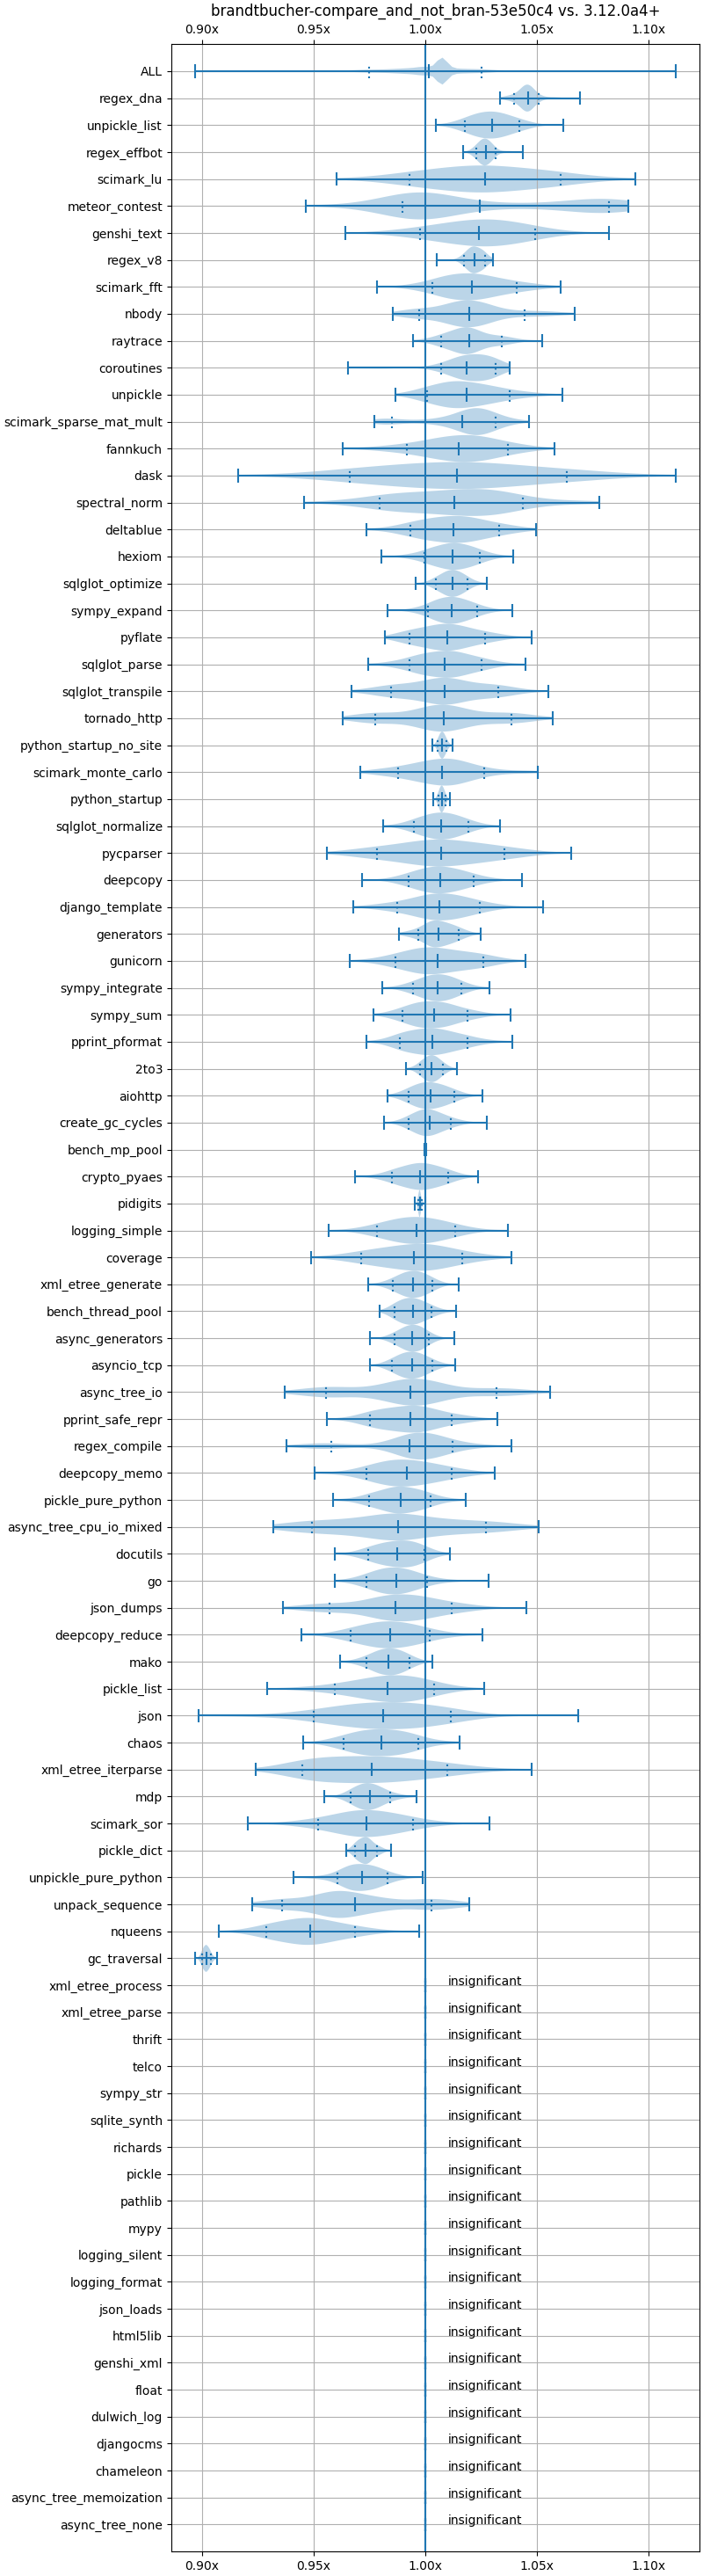 brandtbucher-compare_and_not_bran-53e50c4 vs. 3.12.0a4+
0.90x 0.95x 1.00x 1.05x 1.10x
ALL
regex_dna
unpickle_list
regex_effbot
scimark_lu
meteor_contest
genshi_text
regex_v8
scimark_fft
nbody
raytrace
coroutines
unpickle
scimark_sparse_mat_mult
fannkuch
dask
spectral_norm
deltablue
hexiom
sqlglot_optimize
sympy_expand
pyflate
sqlglot_parse
sqlglot_transpile
tornado_http
python_startup_no_site
scimark_monte_carlo
python_startup
sqlglot_normalize
pycparser
deepcopy
django_template
generators
gunicorn
sympy_integrate
sympy_sum
pprint_pformat
2to3
aiohttp
create_gc_cycles
bench_mp_pool
crypto_pyaes
pidigits
logging_simple
coverage
xml_etree_generate
bench_thread_pool
async_generators
asyncio_tcp
async_tree_io
pprint_safe_repr
regex_compile
deepcopy_memo
pickle_pure_python
async_tree_cpu_io_mixed
docutils
go
json_dumps
deepcopy_reduce
mako
pickle_list
json
chaos
xml_etree_iterparse
mdp
scimark_sor
pickle_dict
unpickle_pure_python
unpack_sequence
nqueens
gc_traversal
xml_etree_process insignificant
xml_etree_parse insignificant
thrift insignificant
telco insignificant
sympy_str insignificant
sqlite_synth insignificant
richards insignificant
pickle insignificant
pathlib insignificant
mypy insignificant
logging_silent insignificant
logging_format insignificant
json_loads insignificant
html5lib insignificant
genshi_xml insignificant
float insignificant
dulwich_log insignificant
djangocms insignificant
chameleon insignificant
async_tree_memoization insignificant
async_tree_none insignificant
0.90x 0.95x 1.00x 1.05x 1.10x